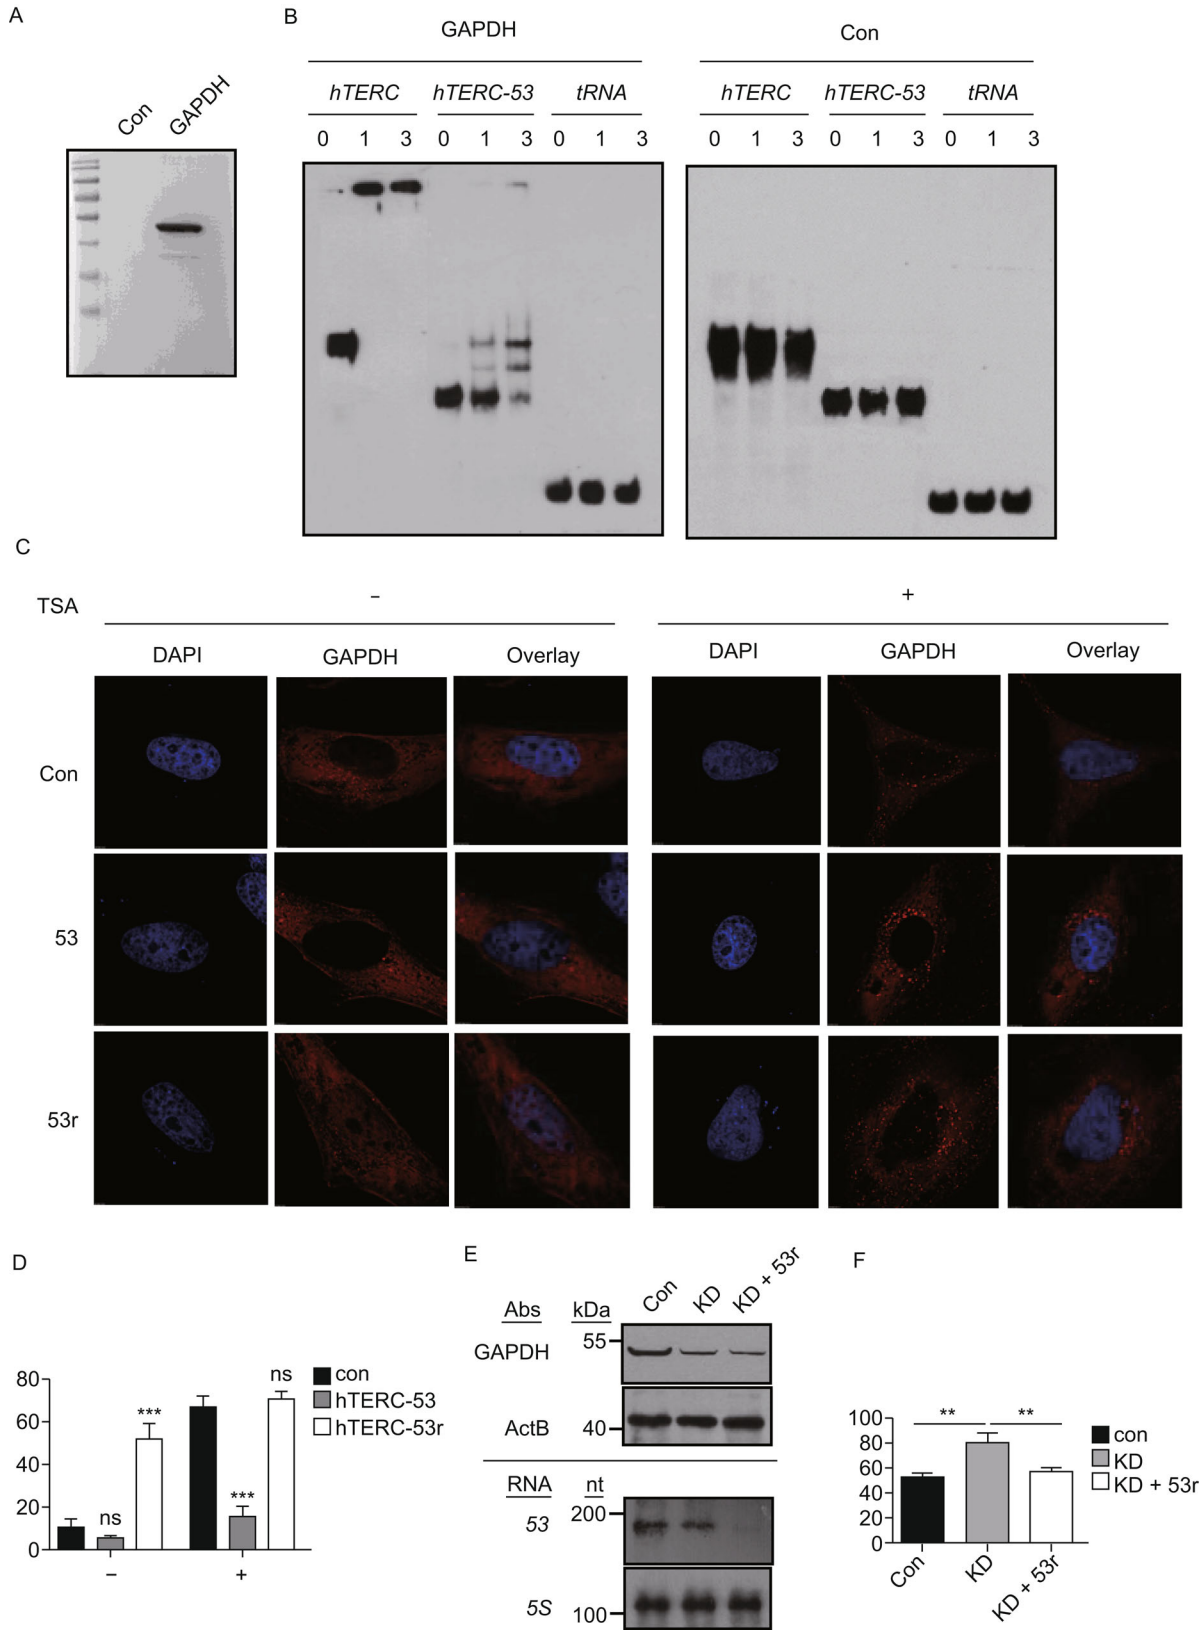 A
Con GAPDH
B
GAPDH Con
hTERC hTERC-53 tRNA hTERC hTERC-53 tRNA
0 1 3 0 1 3 0 1 3 0 1 3 0 1 3 0 1 3
C
TSA – +
DAPI GAPDH Overlay DAPI GAPDH Overlay
Con
53
53r
D
80
60
40
20
0
ns
***
***
ns
– +
con
hTERC-53
hTERC-53r
E
Con KD KD + 53r
Abs kDa
GAPDH 55
ActB 40
RNA nt
53 200
5S 100
F
100
80
60
40
20
0
** **
Con KD KD + 53r
con
KD
KD + 53r